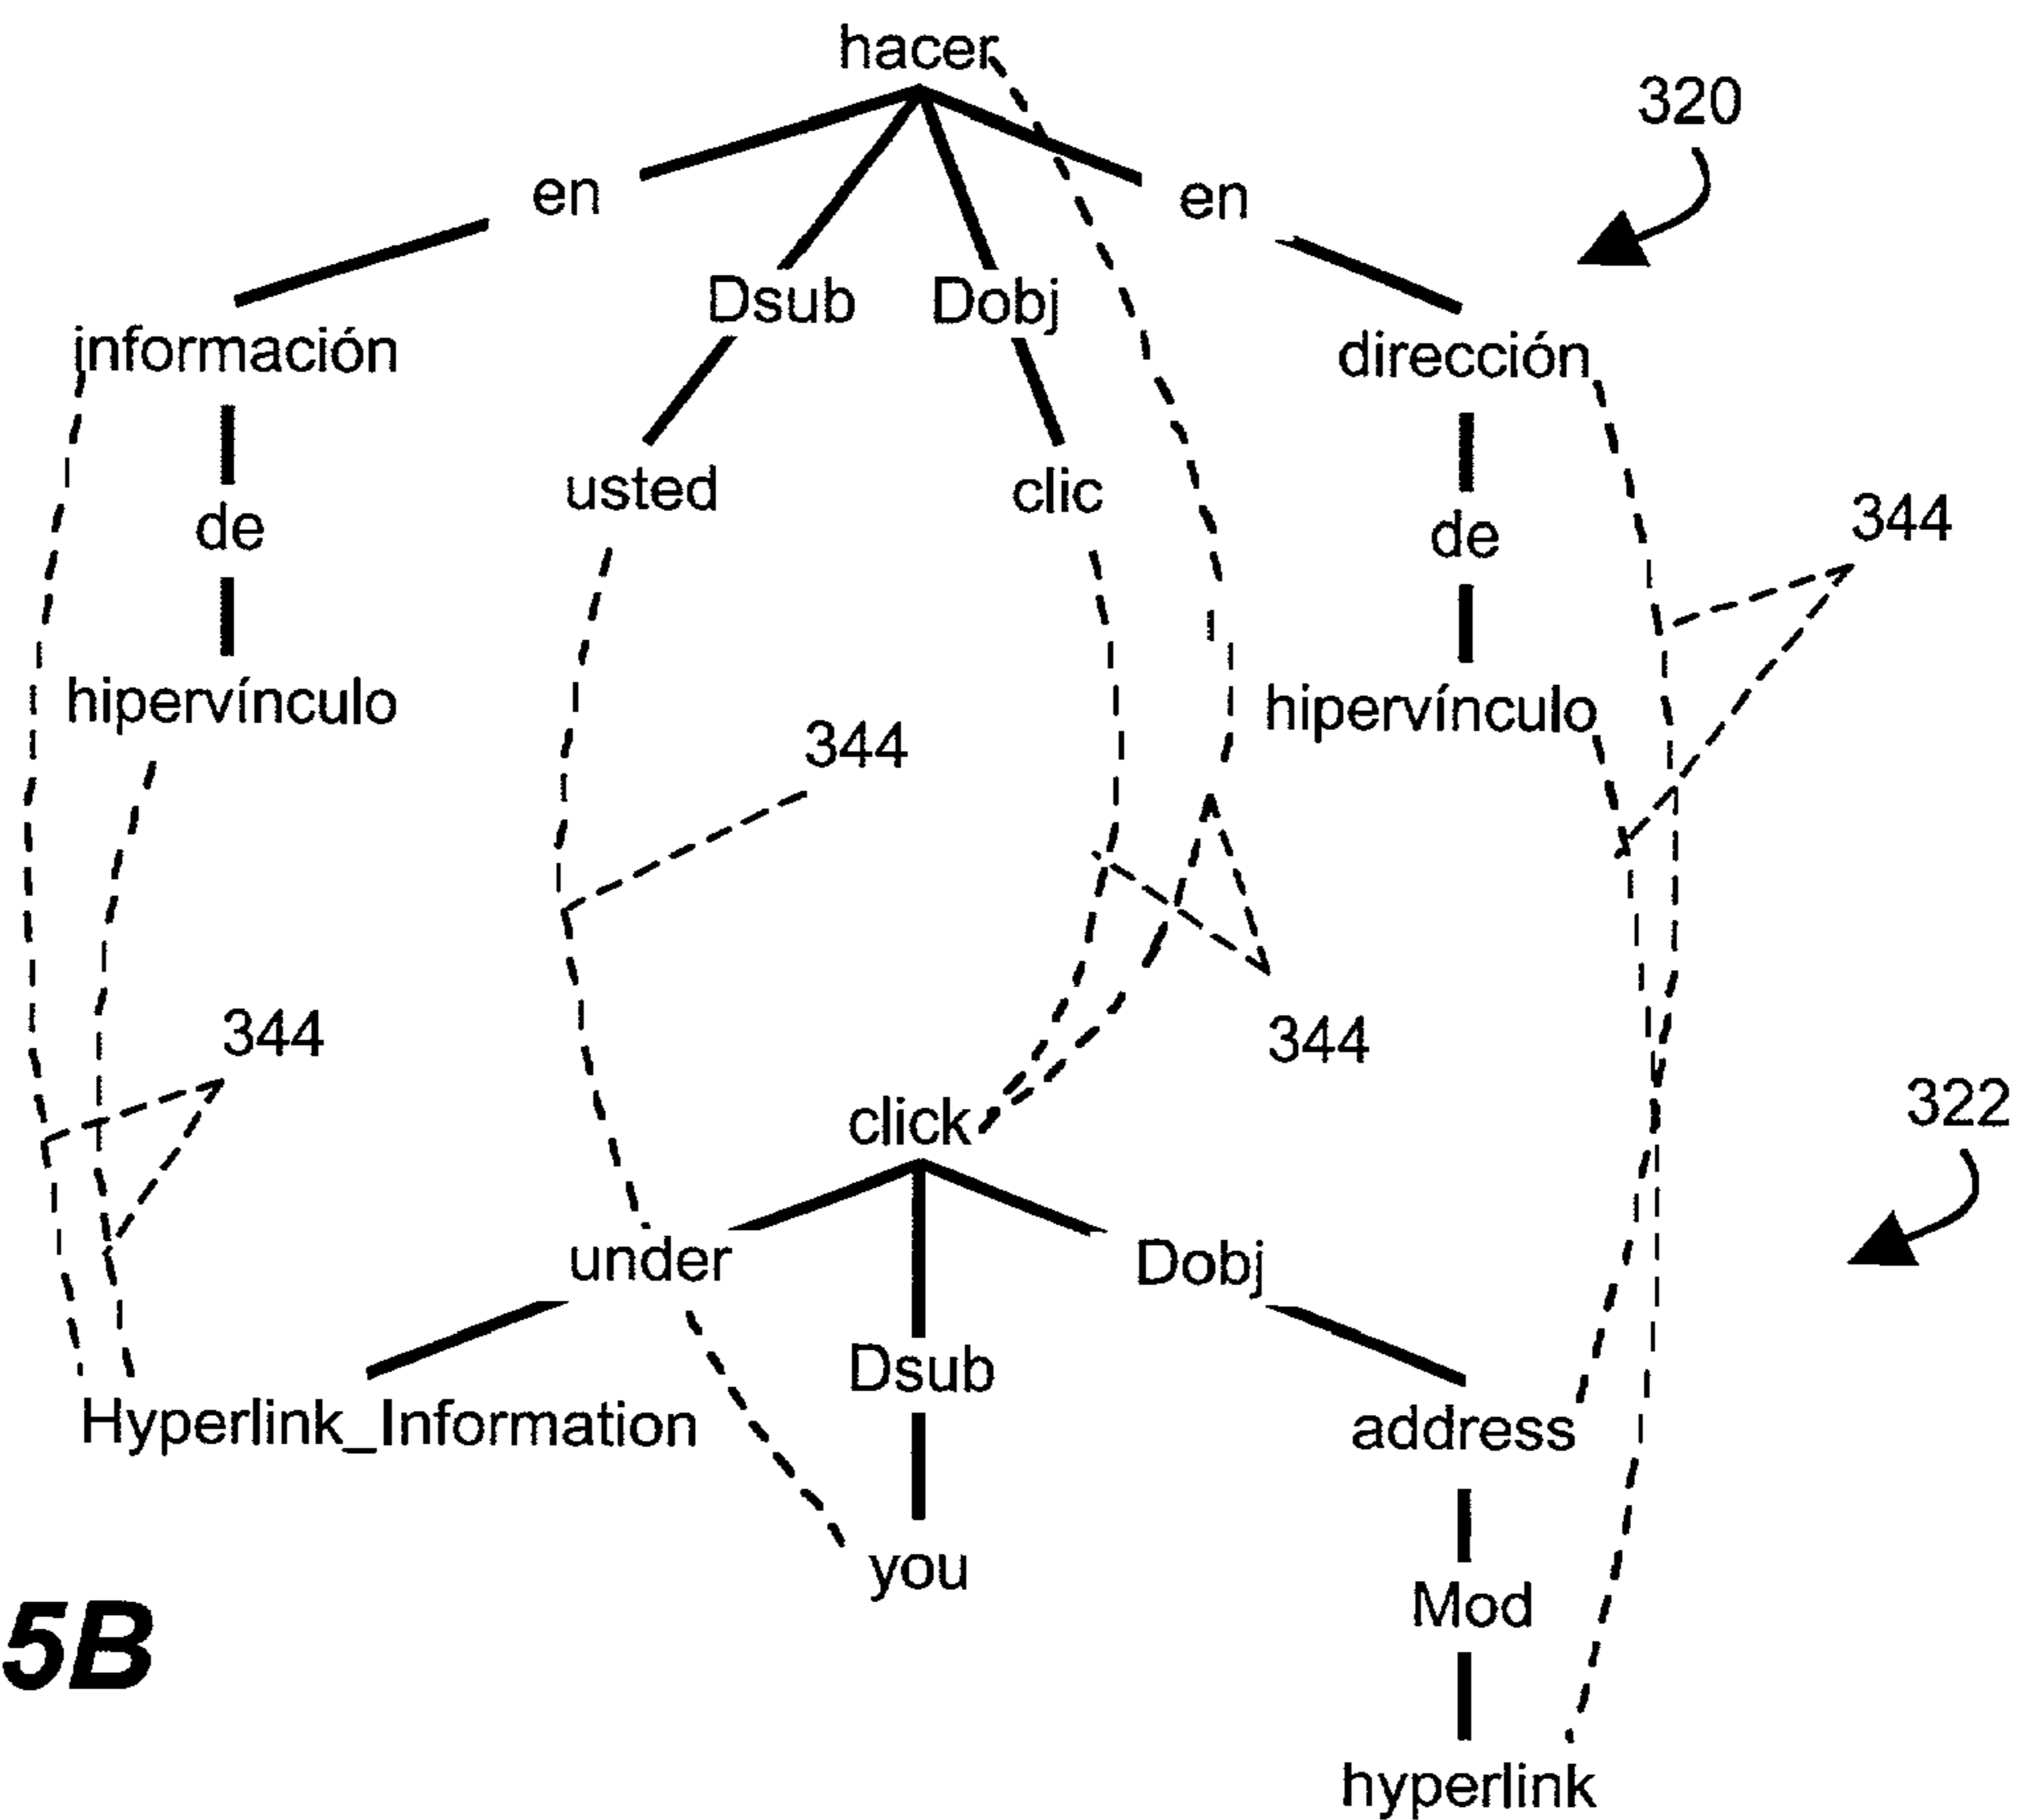 hacer
320
en
en
Dsub
Dobj
información
dirección
usted
clic
344
de
de
hipervínculo
hipervínculo
344
344
344
click
322
under
Dobj
Dsub
Hyperlink_Information
address
you
Mod
5B
hyperlink